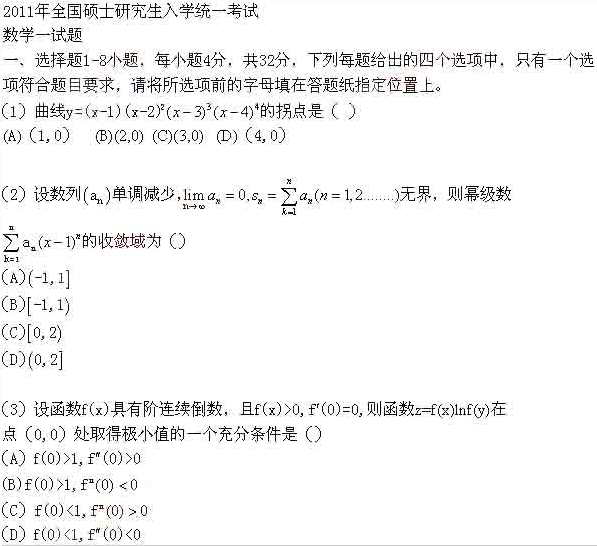 2011年全国硕士研究生入学统一考试
数学一试题
一、选择题1-8小题，每小题4分，共32分，下列每题给出的四个选项中，只有一个选
项符合题目要求，请将所选项前的字母填在答题纸指定位置上。
（1）曲线y=(x-1)(x-2)²(x-3)³(x-4)⁴的拐点是（ ）
(A)（1,0） (B)(2,0) (C)(3,0) (D)（4,0）
（2）设数列(aₙ)单调减少,lim n→∞ aₙ=0,sₙ=∑ k=1 n aₙ(n=1,2........)无界，则幂级数
∑ k=1 n aₙ(x-1)ⁿ的收敛域为（）
(A)(-1,1]
(B)[-1,1)
(C)[0,2)
(D)(0,2]
（3）设函数f(x)具有阶连续倒数，且f(x)>0,f′(0)=0,则函数z=f(x)lnf(y)在
点（0,0）处取得极小值的一个充分条件是（）
(A) f(0)>1,f″(0)>0
(B)f(0)>1,fⁿ(0)<0
(C) f(0)<1,fⁿ(0)>0
(D) f(0)<1,f″(0)<0